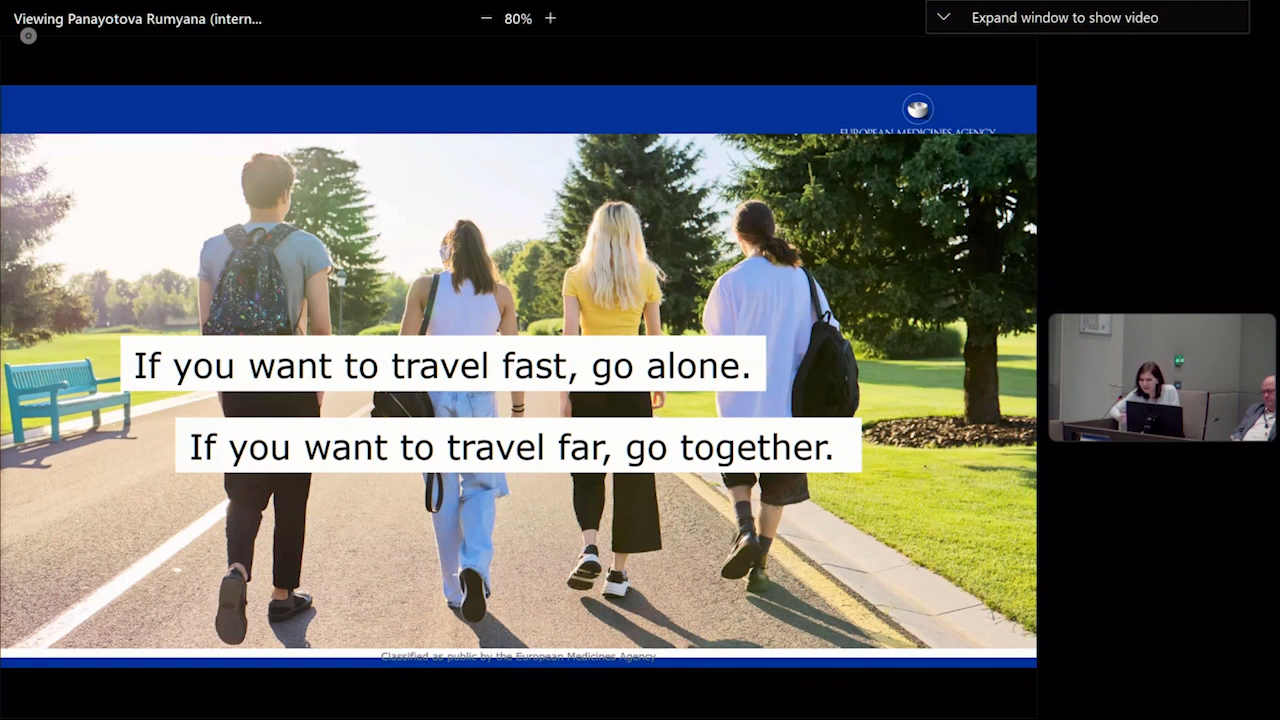 Viewing Panayotova Rumyana (intern...
80%
Expand window to show video
EUROPEAN MEDICINES AGENCY
If you want to travel fast, go alone.
If you want to travel far, go together.
Classified as public by the European Medicines Agency